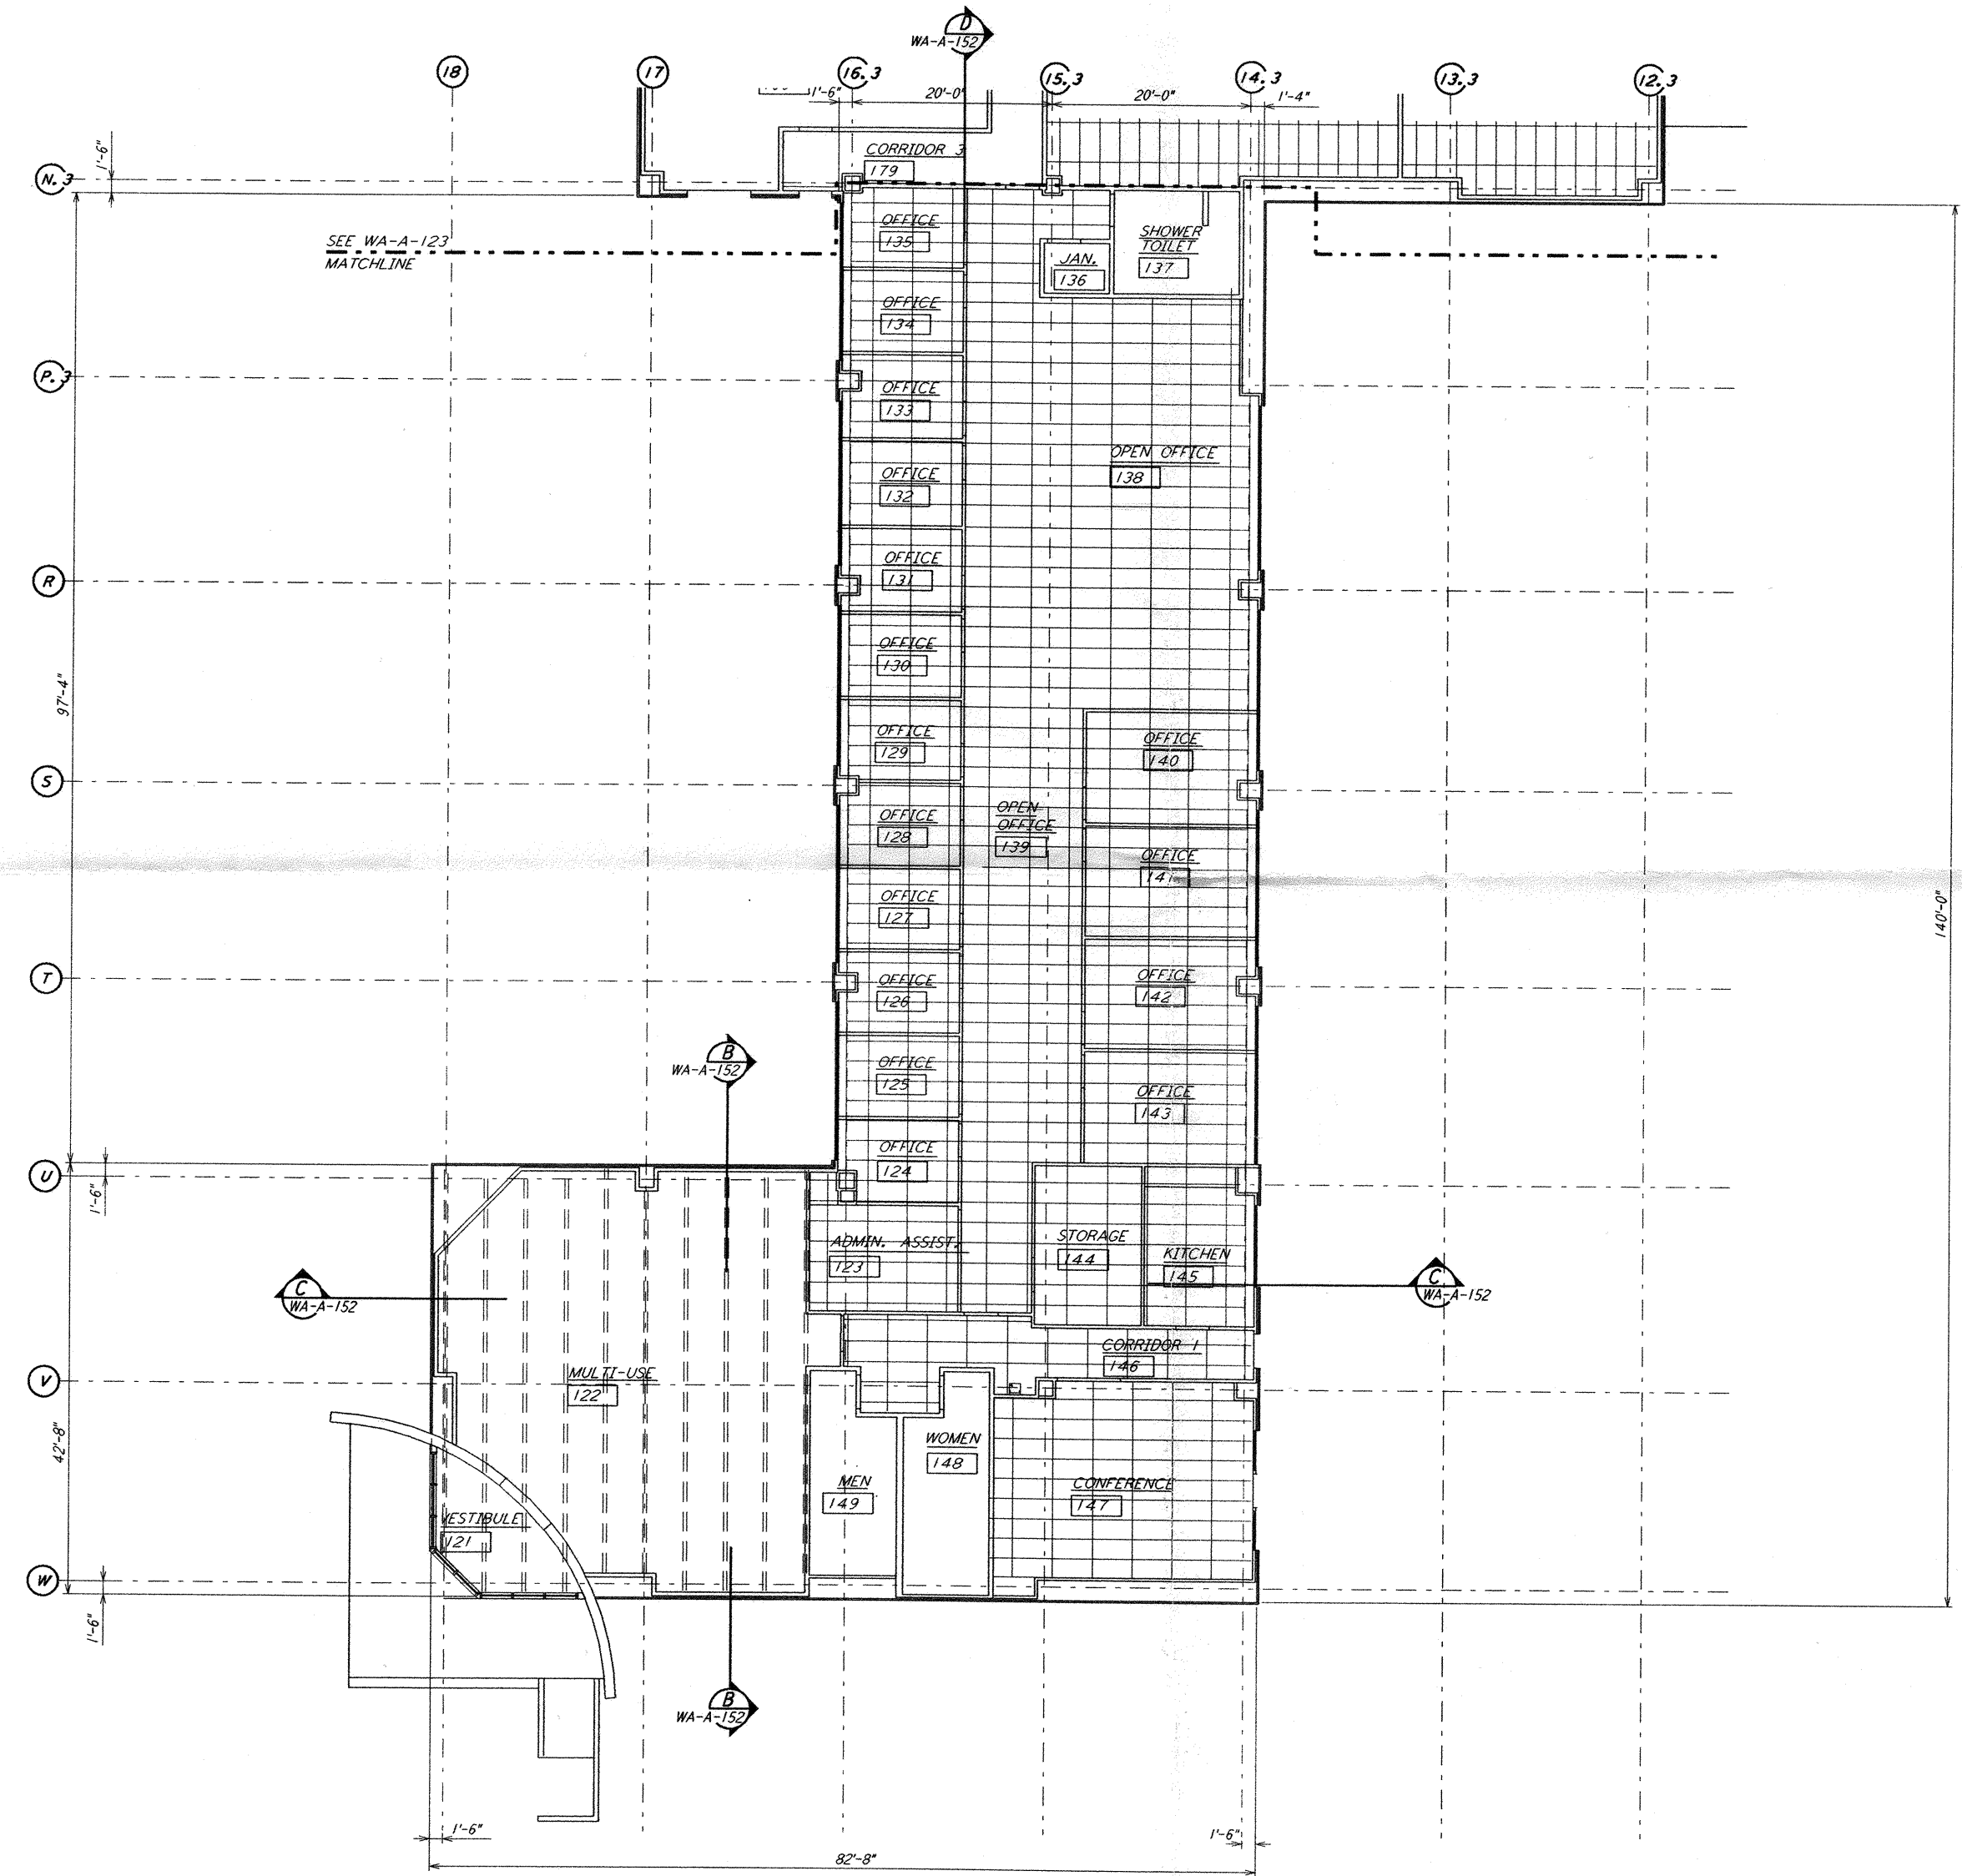 D
WA-A-152
18
17
16.3
15.3
14.3
13.3
12.3
1'-6"
20'-0"
20'-0"
1'-4"
1'-6"
N.3
CORRIDOR 3
179
SEE WA-A-123
MATCHLINE
OFFICE
135
SHOWER
TOILET
137
JAN.
136
OFFICE
134
P.3
OFFICE
133
OPEN OFFICE
138
OFFICE
132
R
OFFICE
131
OFFICE
130
97'-4"
OFFICE
129
OFFICE
140
S
OFFICE
128
OPEN
OFFICE
139
OFFICE
141
OFFICE
127
140'-0"
T
OFFICE
126
OFFICE
142
B
WA-A-152
OFFICE
125
OFFICE
143
U
1'-6"
OFFICE
124
ADMIN. ASSIST.
123
STORAGE
144
KITCHEN
145
C
WA-A-152
C
WA-A-152
CORRIDOR 1
146
V
MULTI-USE
122
42'-8"
WOMEN
148
MEN
149
CONFERENCE
147
VESTIBULE
121
W
1'-6"
B
WA-A-152
1'-6"
1'-6"
82'-8"